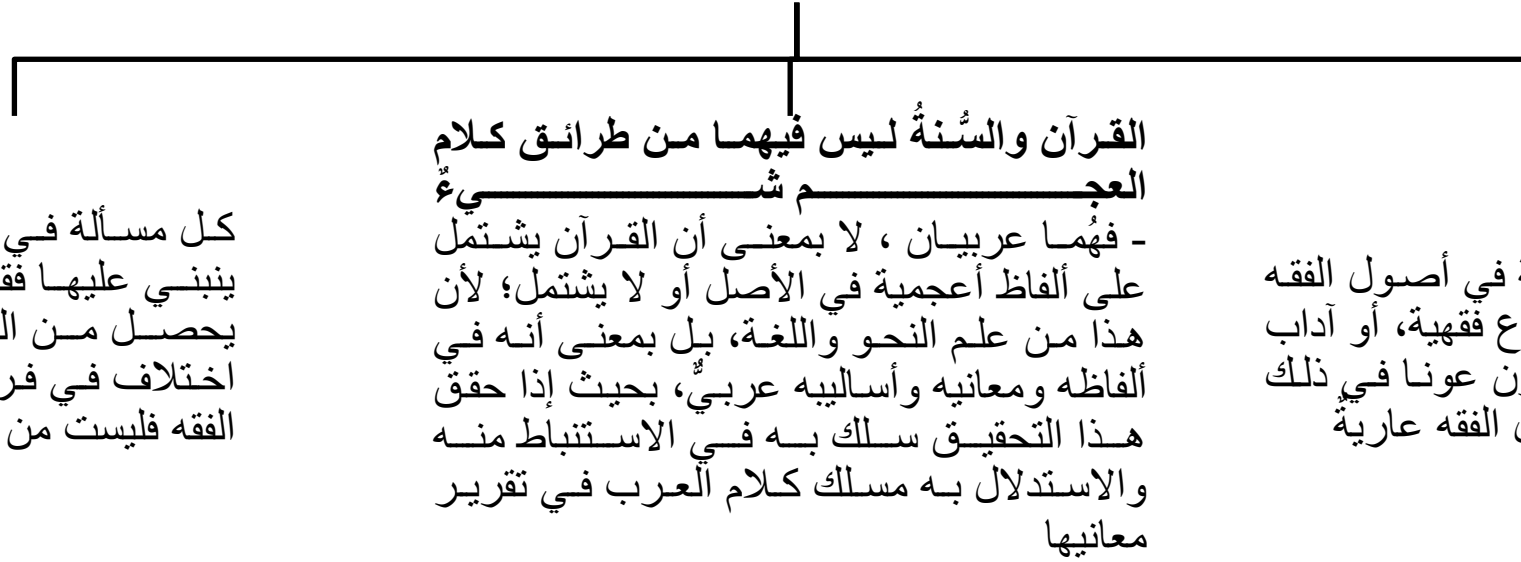 ة في أصول الفقه
ع فقهية، أو آداب
ن عونا في ذلك
الفقه عاريةٌ
القرآن والسُّنةُ ليس فيهما من طرائق كلام
العجم شيءٌ
- فهُما عربيان ، لا بمعنى أن القرآن يشتمل
على ألفاظ أعجمية في الأصل أو لا يشتمل؛ لأن
هذا من علم النحو واللغة، بل بمعنى أنه في
ألفاظه ومعانيه وأساليبه عربيٌّ، بحيث إذا حقق
هذا التحقيق سلك به في الاستنباط منه
والاستدلال به مسلك كلام العرب في تقرير
معانيها
كل مسألة في
ينبني عليها فق
يحصل من ال
اختلاف في فر
الفقه فليست من